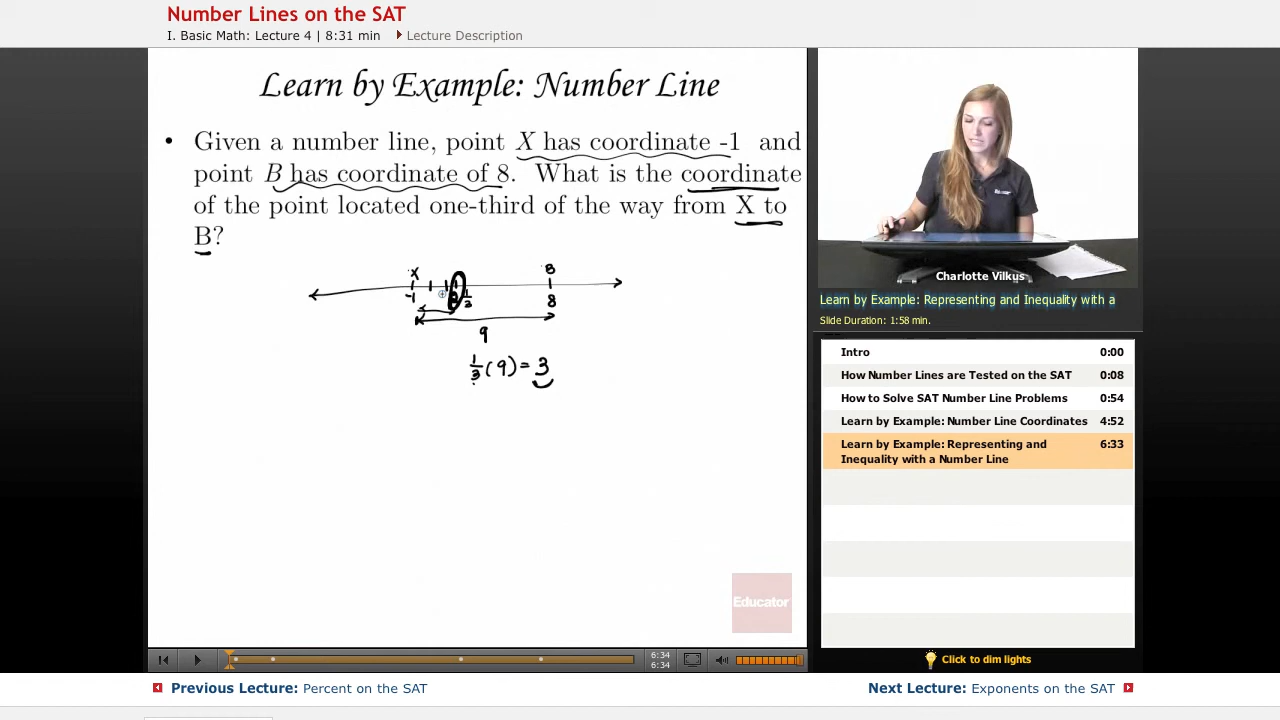 Number Lines on the SAT
I. Basic Math: Lecture 4 | 8:31 min
Lecture Description
Learn by Example: Number Line
• Given a number line, point X has coordinate -1 and
point B has coordinate of 8. What is the coordinate
of the point located one-third of the way from X to
B?
X B
-1 1/3 8
9
1/3 (9) = 3
Educator
Charlotte Vilkus
Learn by Example: Representing and Inequality with a
Slide Duration: 1:58 min.
Intro 0:00
How Number Lines are Tested on the SAT 0:08
How to Solve SAT Number Line Problems 0:54
Learn by Example: Number Line Coordinates 4:52
Learn by Example: Representing and 6:33
Inequality with a Number Line
6:34
6:34
Click to dim lights
Previous Lecture: Percent on the SAT
Next Lecture: Exponents on the SAT